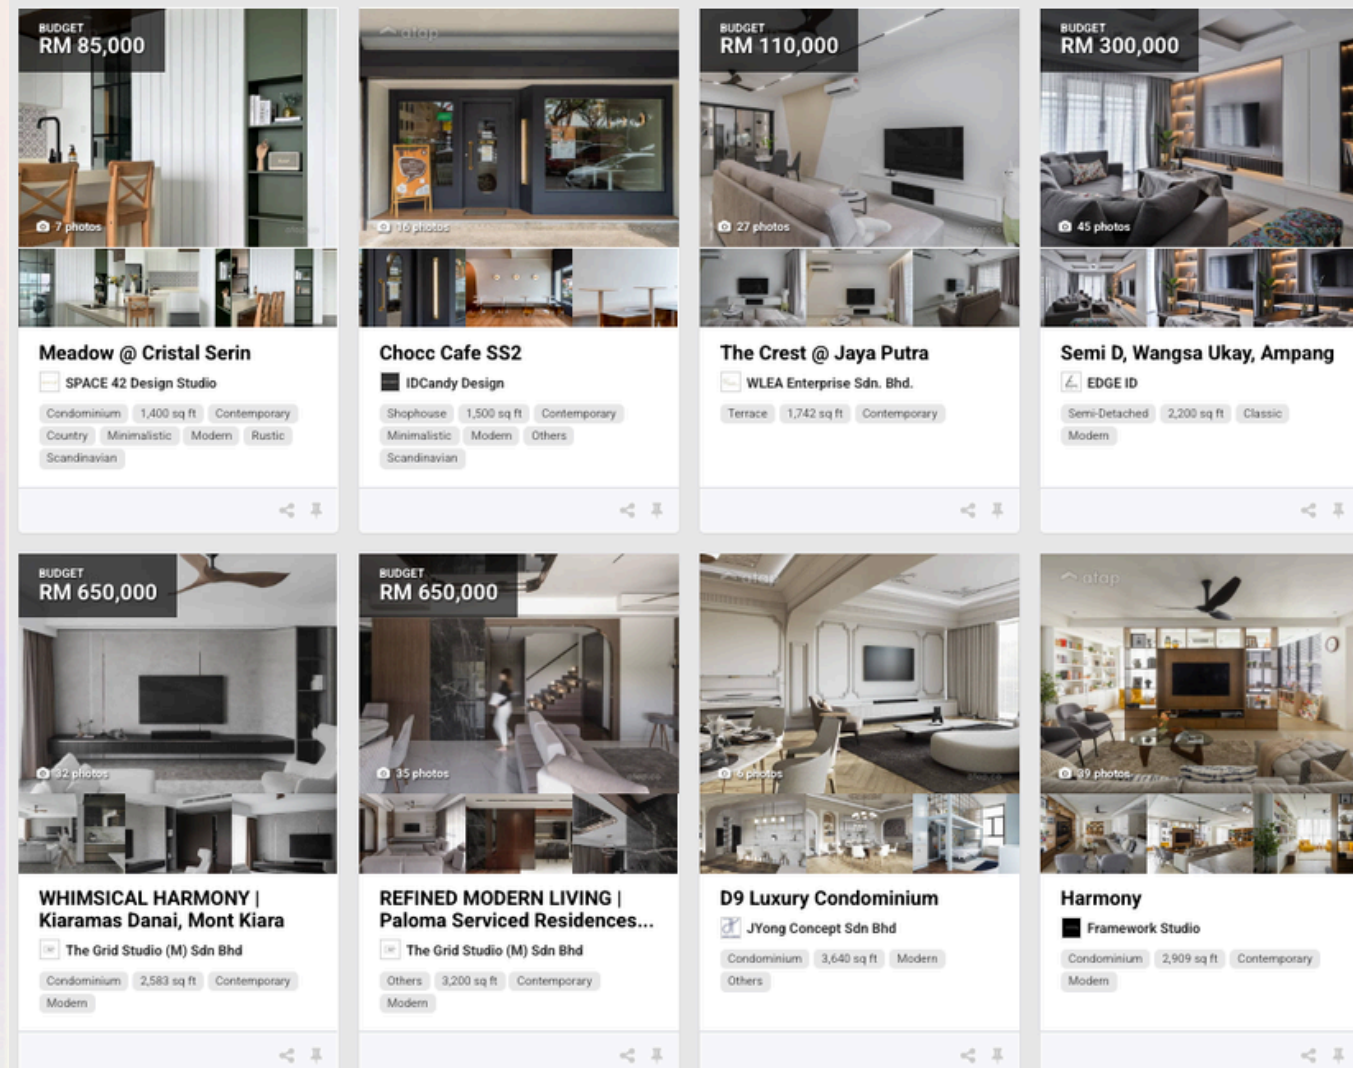 BUDGET
RM 85,000
7 photos
Meadow @ Cristal Serin
SPACE 42 Design Studio
Condominium 1,400 sq ft Contemporary
Country Minimalistic Modern Rustic
Scandinavian
atap
16 photos
Chocc Cafe SS2
IDCandy Design
Shophouse 1,500 sq ft Contemporary
Minimalistic Modern Others
Scandinavian
BUDGET
RM 110,000
27 photos
The Crest @ Jaya Putra
WLEA Enterprise Sdn. Bhd.
Terrace 1,742 sq ft Contemporary
BUDGET
RM 300,000
45 photos
Semi D, Wangsa Ukay, Ampang
EDGE ID
Semi-Detached 2,200 sq ft Classic
Modern
BUDGET
RM 650,000
32 photos
WHIMSICAL HARMONY |
Kiaramas Danai, Mont Kiara
The Grid Studio (M) Sdn Bhd
Condominium 2,583 sq ft Contemporary
Modern
BUDGET
RM 650,000
35 photos
REFINED MODERN LIVING |
Paloma Serviced Residences...
The Grid Studio (M) Sdn Bhd
Others 3,200 sq ft Contemporary
Modern
atap
6 photos
D9 Luxury Condominium
JYong Concept Sdn Bhd
Condominium 3,640 sq ft Modern
Others
atap
39 photos
Harmony
Framework Studio
Condominium 2,909 sq ft Contemporary
Modern